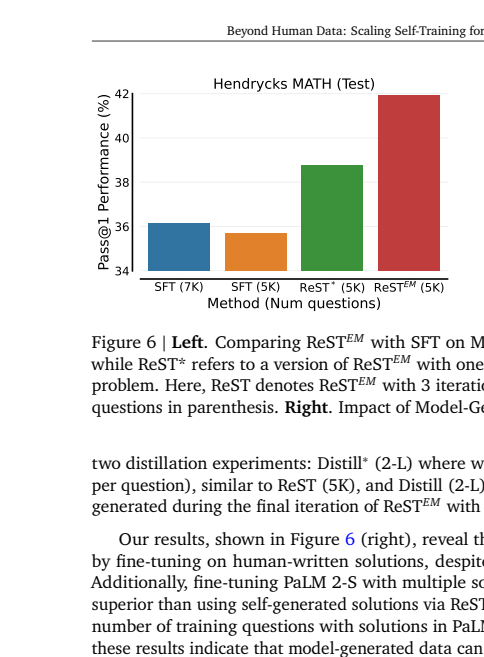 Beyond Human Data: Scaling Self-Training for
Hendrycks MATH (Test)
Pass@1 Performance (%)
42
40
38
36
34
SFT (7K) SFT (5K) ReST* (5K) ReST^EM (5K)
Method (Num questions)
Figure 6 | Left. Comparing ReST^EM with SFT on M
while ReST* refers to a version of ReST^EM with one
problem. Here, ReST denotes ReST^EM with 3 iterati
questions in parenthesis. Right. Impact of Model-Ge
two distillation experiments: Distill* (2-L) where w
per question), similar to ReST (5K), and Distill (2-L)
generated during the final iteration of ReST^EM with
Our results, shown in Figure 6 (right), reveal th
by fine-tuning on human-written solutions, despite
Additionally, fine-tuning PaLM 2-S with multiple so
superior than using self-generated solutions via ReST
number of training questions with solutions in PaLM
these results indicate that model-generated data can